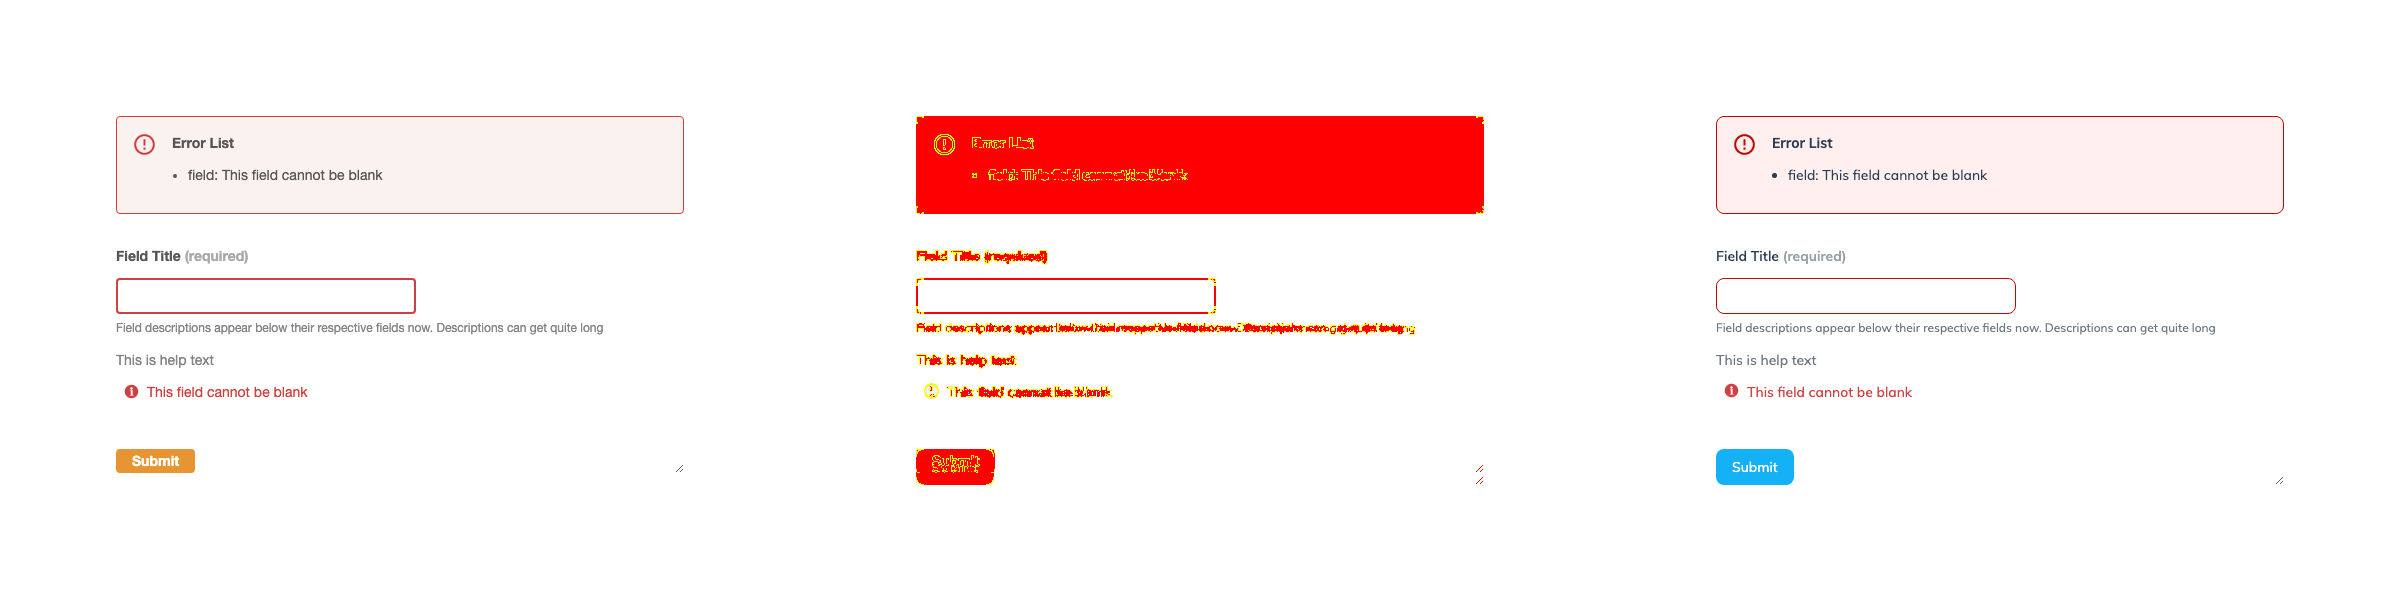 Error List
field: This field cannot be blank
Field Title (required)
Field descriptions appear below their respective fields now. Descriptions can get quite long
This is help text
This field cannot be blank
Submit
Error List
field: This field cannot be blank
Field Title (required)
Field descriptions appear below their respective fields now. Descriptions can get quite long
This is help text
This field cannot be blank
Submit
Error List
field: This field cannot be blank
Field Title (required)
Field descriptions appear below their respective fields now. Descriptions can get quite long
This is help text
This field cannot be blank
Submit